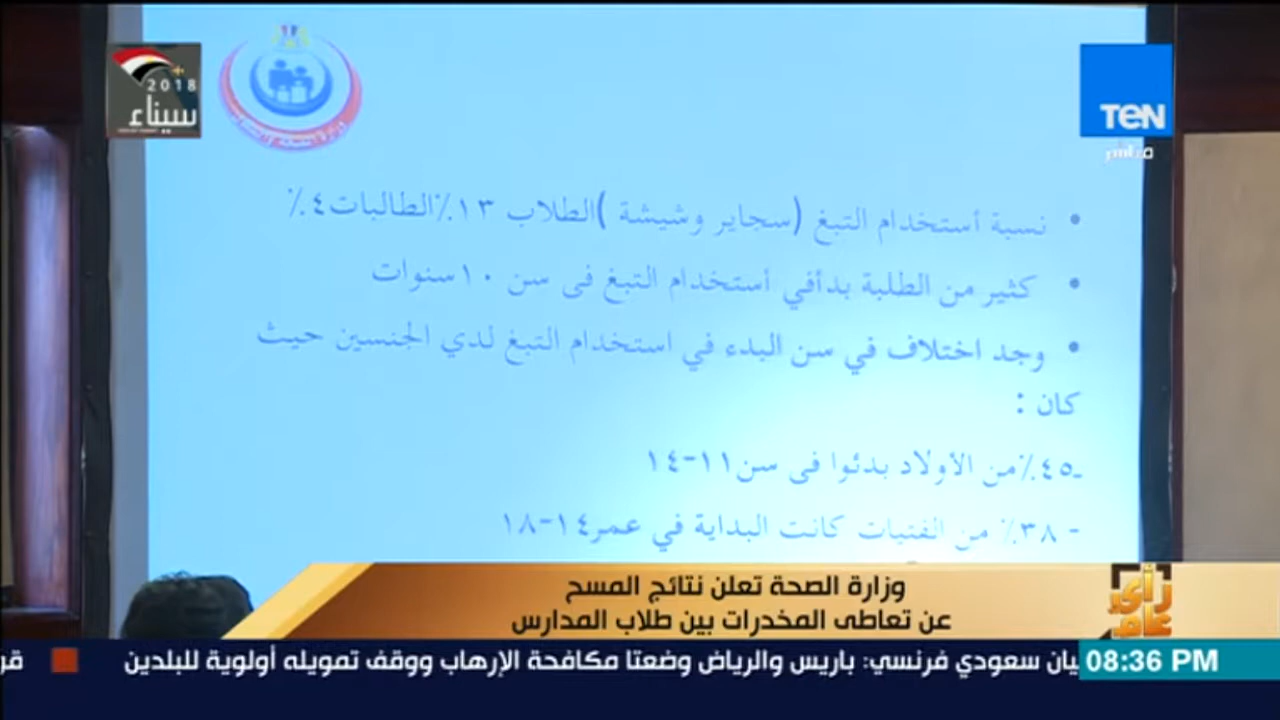 2018
سيناء
TEN
مباشر
• نسبة أستخدام التبغ (سجاير وشيشة )الطلاب ١٣٪الطالبات٤٪
• كثير من الطلبة بدأفي أستخدام التبغ فى سن ١٠سنوات
• وجد اختلاف في سن البدء في استخدام التبغ لدي الجنسين حيث
كان :
-٤٥٪من الأولاد بدئوا فى سن١١-١٤
- ٣٨٪ من الفتيات كانت البداية في عمر١٤-١٨
وزارة الصحة تعلن نتائج المسح
عن تعاطى المخدرات بين طلاب المدارس
رأى عام
08:36 PM
يان سعودي فرنسي: باريس والرياض وضعتا مكافحة الإرهاب ووقف تمويله أولوية للبلدين